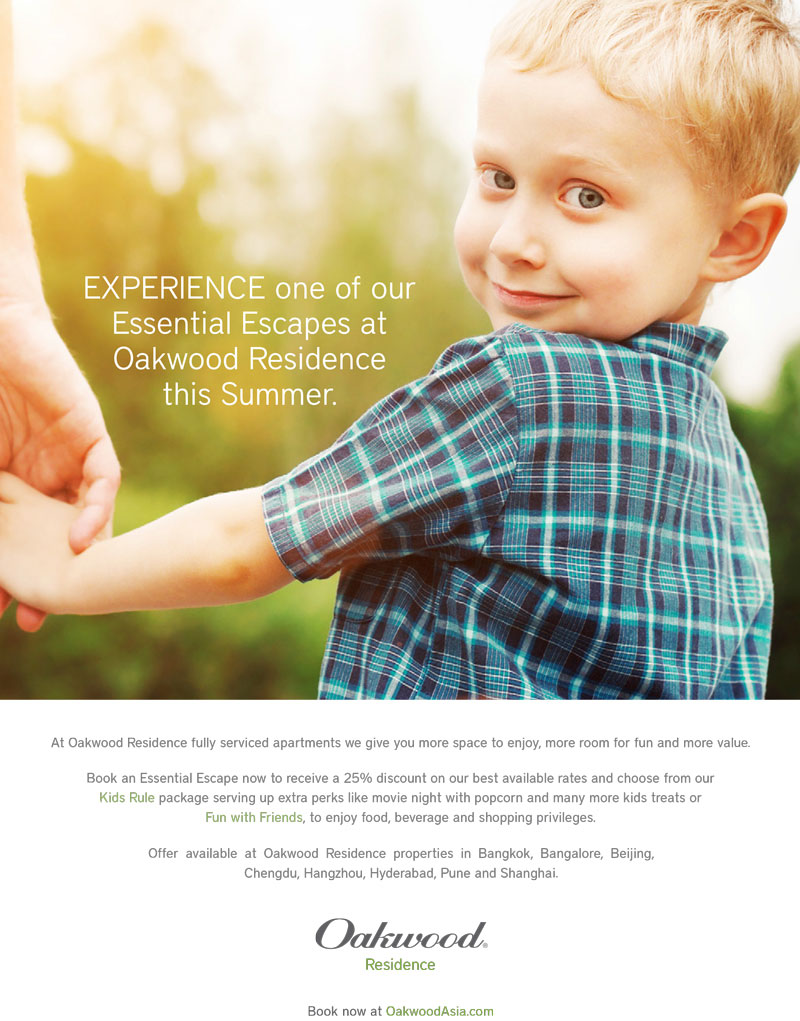 EXPERIENCE one of our
Essential Escapes at
Oakwood Residence
this Summer.
At Oakwood Residence fully serviced apartments we give you more space to enjoy, more room for fun and more value.
Book an Essential Escape now to receive a 25% discount on our best available rates and choose from our
Kids Rule package serving up extra perks like movie night with popcorn and many more kids treats or
Fun with Friends, to enjoy food, beverage and shopping privileges.
Offer available at Oakwood Residence properties in Bangkok, Bangalore, Beijing,
Chengdu, Hangzhou, Hyderabad, Pune and Shanghai.
Oakwood®
Residence
Book now at OakwoodAsia.com